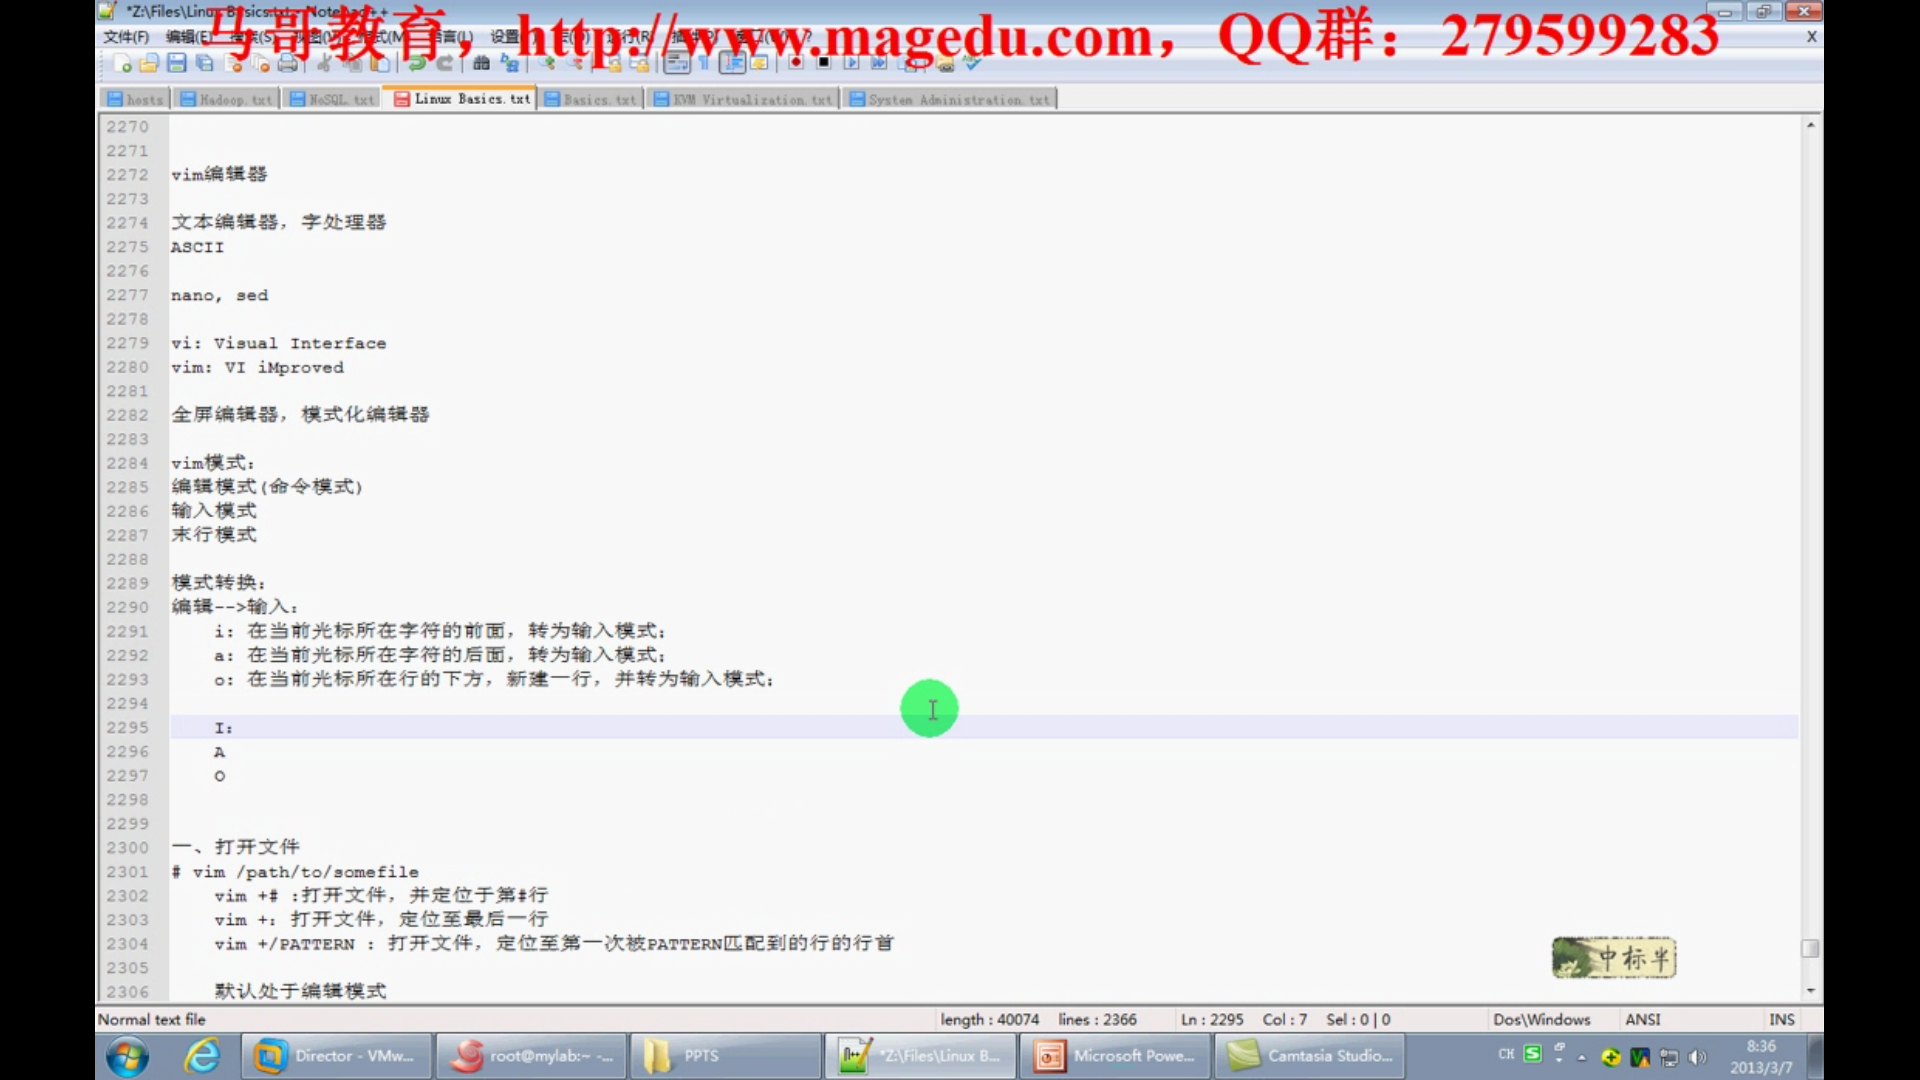 *Z:\Files\Linux Basics.txt - Notepad++
马哥教育，http://www.magedu.com，QQ群：279599283
文件(F) 编辑(E) 搜索(S) 视图(V) 格式(M) 语言(L) 设置 运行(R) ?
X
hosts Hadoop.txt NoSQL.txt Linux Basics.txt Basics.txt KVM Virtualization.txt System Administration.txt
2270
2271
2272 vim编辑器
2273
2274 文本编辑器，字处理器
2275 ASCII
2276
2277 nano, sed
2278
2279 vi: Visual Interface
2280 vim: VI iMproved
2281
2282 全屏编辑器，模式化编辑器
2283
2284 vim模式：
2285 编辑模式(命令模式)
2286 输入模式
2287 末行模式
2288
2289 模式转换：
2290 编辑-->输入：
2291 i: 在当前光标所在字符的前面，转为输入模式；
2292 a: 在当前光标所在字符的后面，转为输入模式；
2293 o: 在当前光标所在行的下方，新建一行，并转为输入模式；
2294
2295 I:
2296 A
2297 O
2298
2299
2300 一、打开文件
2301 # vim /path/to/somefile
2302 vim +# :打开文件，并定位于第#行
2303 vim +: 打开文件，定位至最后一行
2304 vim +/PATTERN : 打开文件，定位至第一次被PATTERN匹配到的行的行首
2305
2306 默认处于编辑模式
中标半
Normal text file length : 40074 lines : 2366 Ln : 2295 Col : 7 Sel : 0 | 0 Dos\Windows ANSI INS
Director - VMw... root@mylab:~ -... PPTS *Z:\Files\Linux B... Microsoft Powe... Camtasia Studio... CH 8:36
2013/3/7